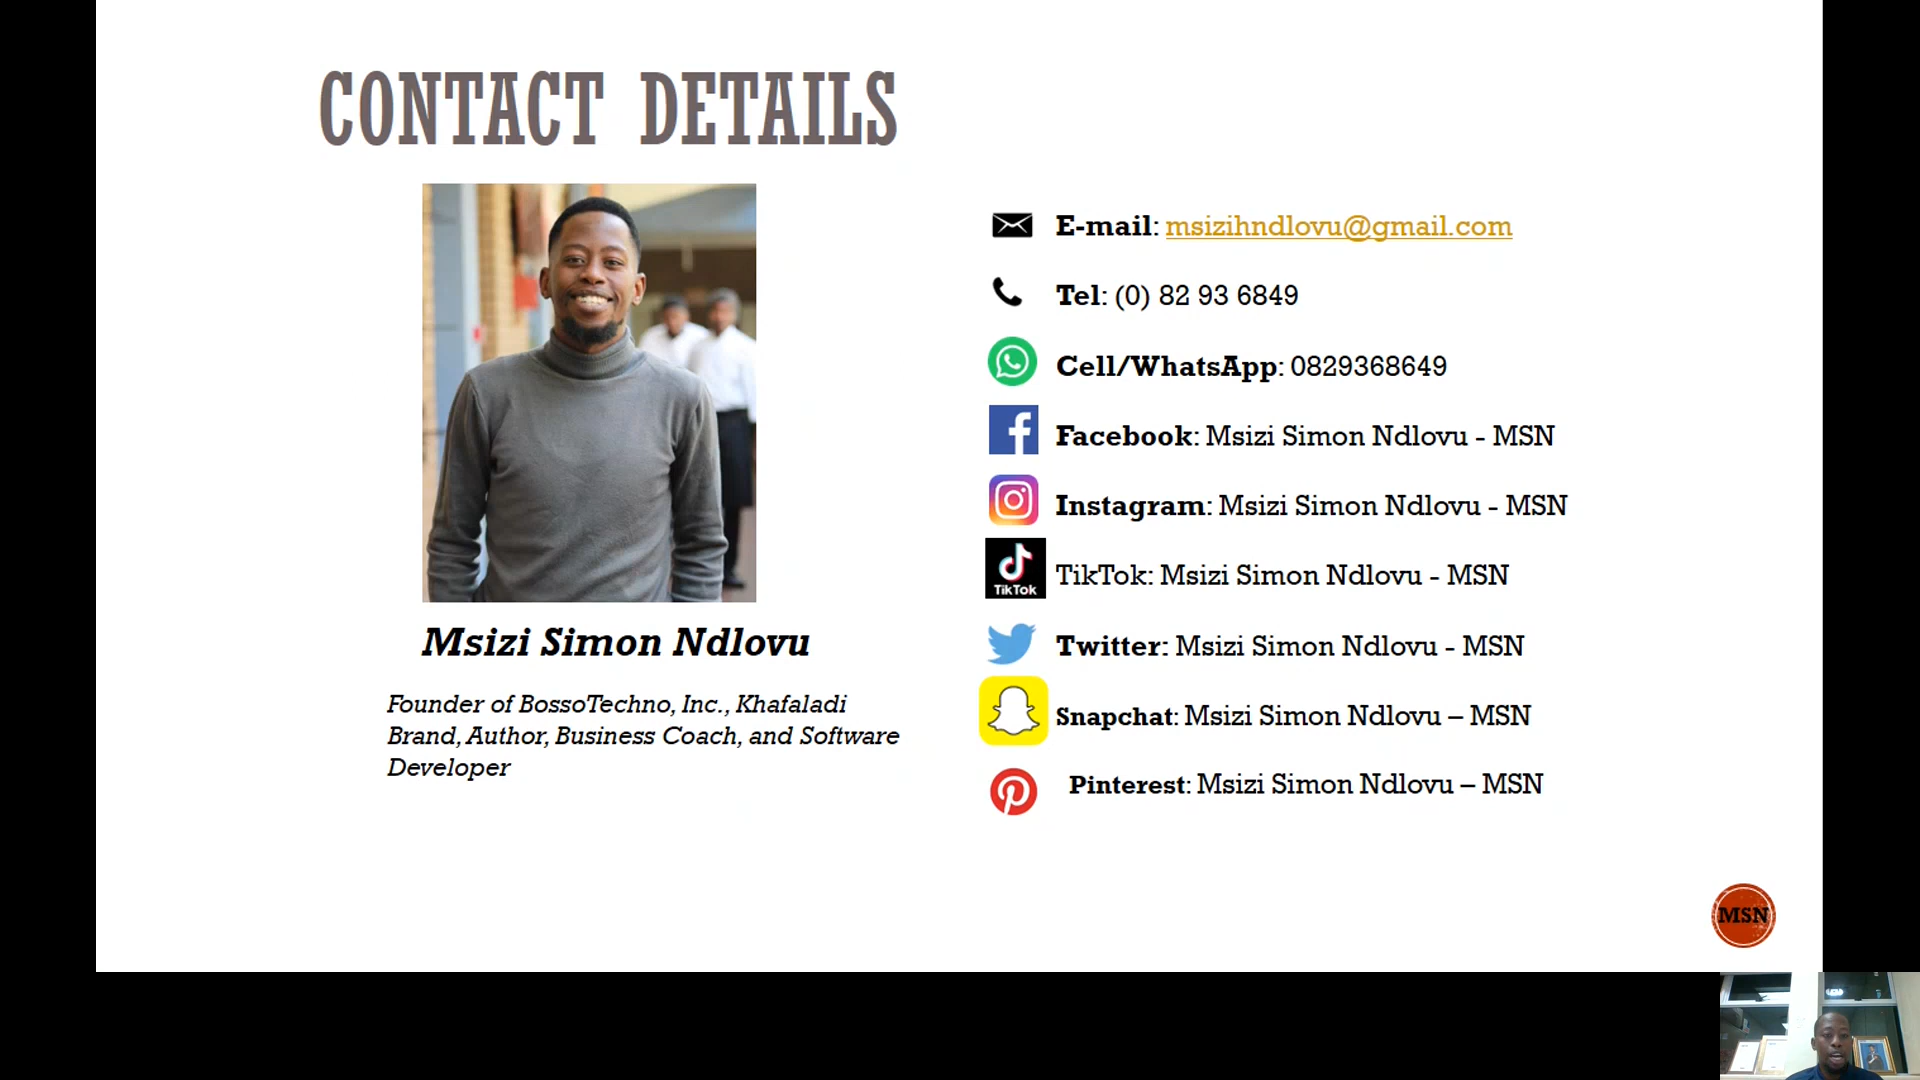 CONTACT DETAILS
E-mail: msizihndlovu@gmail.com
Tel: (0) 82 93 6849
Cell/WhatsApp: 0829368649
Facebook: Msizi Simon Ndlovu - MSN
Instagram: Msizi Simon Ndlovu - MSN
TikTok
TikTok: Msizi Simon Ndlovu - MSN
Twitter: Msizi Simon Ndlovu - MSN
Snapchat: Msizi Simon Ndlovu – MSN
Pinterest: Msizi Simon Ndlovu – MSN
Msizi Simon Ndlovu
Founder of BossoTechno, Inc., Khafaladi
Brand, Author, Business Coach, and Software
Developer
MSN